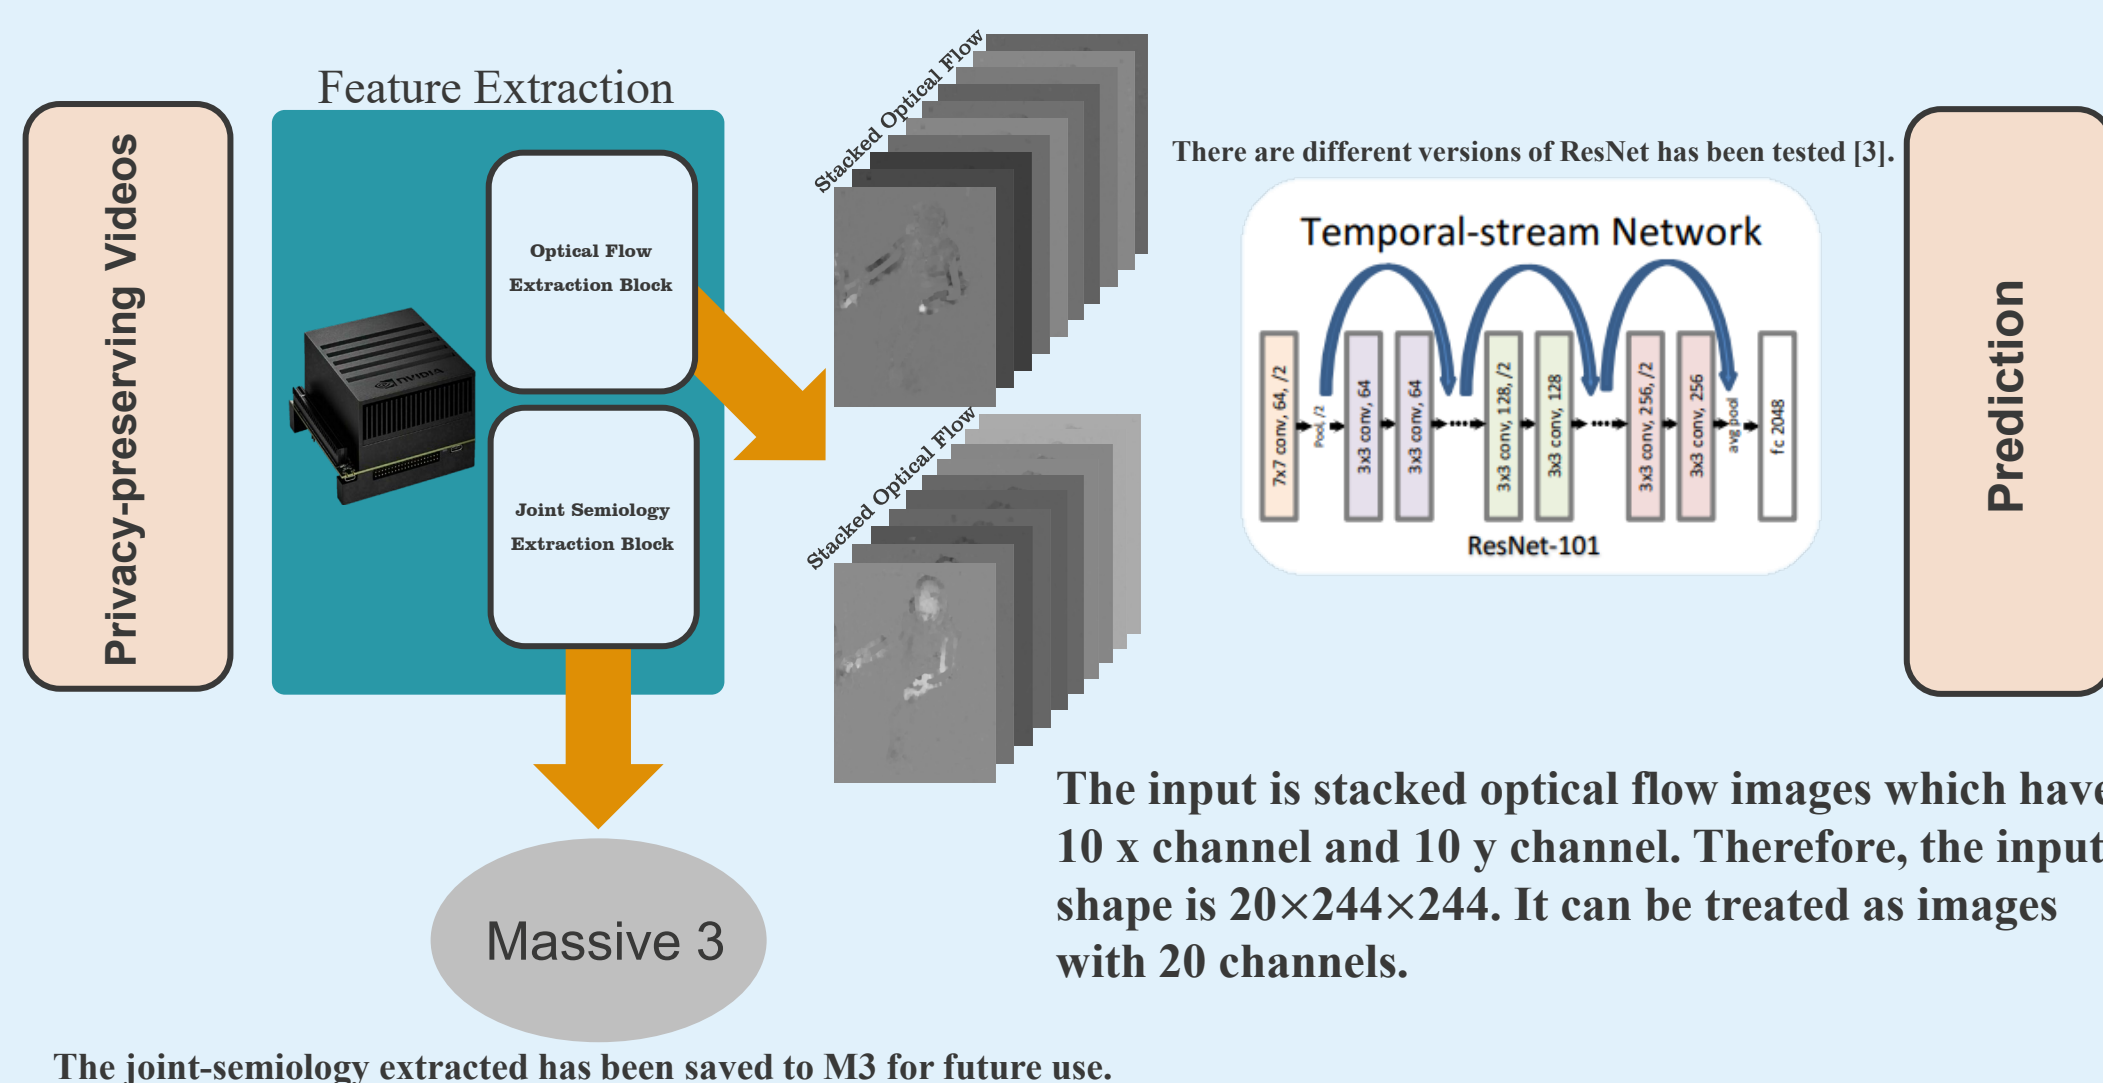 Feature Extraction
Privacy-preserving Videos
Optical Flow
Extraction Block
NVIDIA
Joint Semiology
Extraction Block
Massive 3
The joint-semiology extracted has been saved to M3 for future use.
Stacked Optical Flow
Stacked Optical Flow
There are different versions of ResNet has been tested [3].
Temporal-stream Network
7x7 conv, 64, /2
Pool, /2
3x3 conv, 64
3x3 conv, 64
3x3 conv, 128, /2
3x3 conv, 128
3x3 conv, 256, /2
3x3 conv, 256
avg pool
fc 2048
ResNet-101
Prediction
The input is stacked optical flow images which have
10 x channel and 10 y channel. Therefore, the input
shape is 20×244×244. It can be treated as images
with 20 channels.